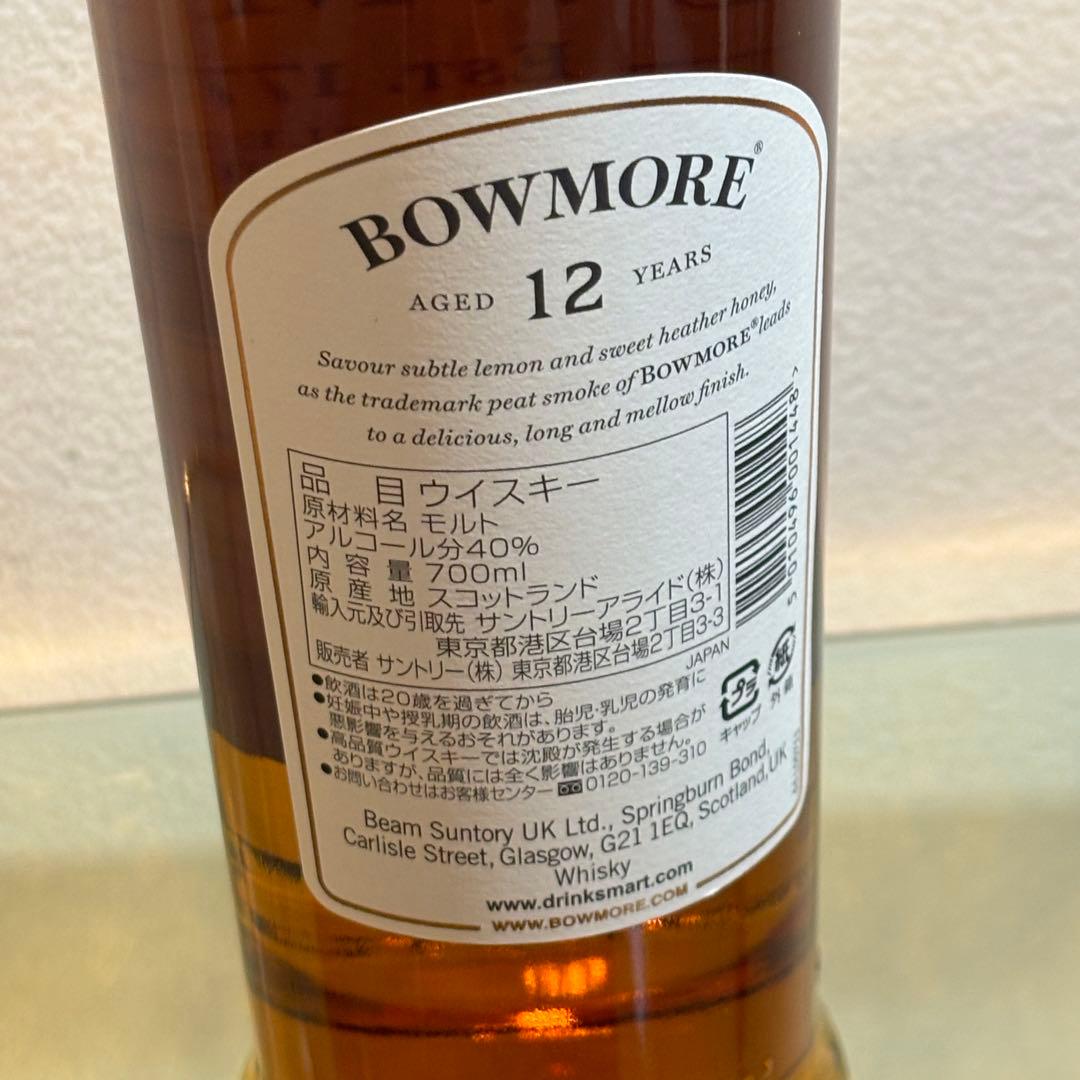 BOWMORE®
AGED 12 YEARS
Savour subtle lemon and sweet heather honey,
as the trademark peat smoke of BOWMORE® leads
to a delicious, long and mellow finish.
品 目 ウイスキー
原材料名 モルト
アルコール分40%
内容量 700ml
原産地 スコットランド
輸入元及び引取先 サントリーアライド(株)
東京都港区台場2丁目3-1
販売者 サントリー(株) 東京都港区台場2丁目3-3
JAPAN
5 010496 001448 >
●飲酒は20歳を過ぎてから
●妊娠中や授乳期の飲酒は、胎児・乳児の発育に
悪影響を与えるおそれがあります。
●高品質ウイスキーでは沈殿が発生する場合が
ありますが、品質には全く影響はありません。
●お問い合わせはお客様センター 0120-139-310
プラ
キャップ
紙
外箱
Beam Suntory UK Ltd., Springburn Bond,
Carlisle Street, Glasgow, G21 1EQ, Scotland,UK
Whisky
www.drinksmart.com
WWW.BOWMORE.COM